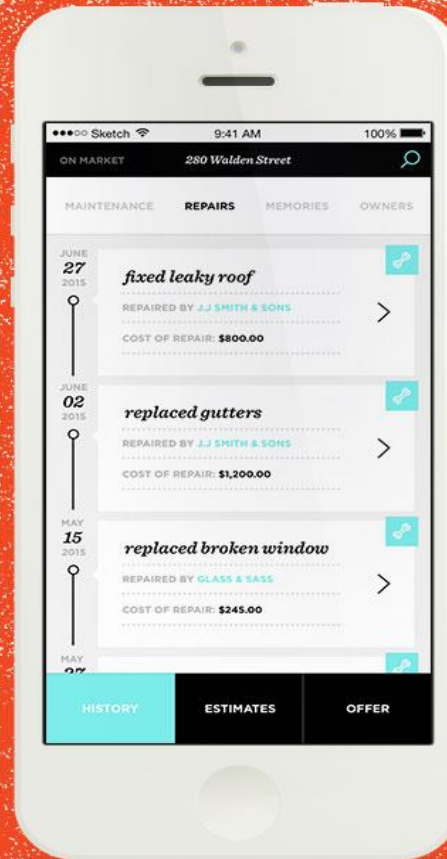 ●●●○○ Sketch 9:41 AM 100%
ON MARKET 280 Walden Street
MAINTENANCE REPAIRS MEMORIES OWNERS
JUNE
27
2015
fixed leaky roof
REPAIRED BY J.J SMITH & SONS
COST OF REPAIR: $800.00
JUNE
02
2015
replaced gutters
REPAIRED BY J.J SMITH & SONS
COST OF REPAIR: $1,200.00
MAY
15
2015
replaced broken window
REPAIRED BY GLASS & SASS
COST OF REPAIR: $245.00
MAY
27
HISTORY ESTIMATES OFFER